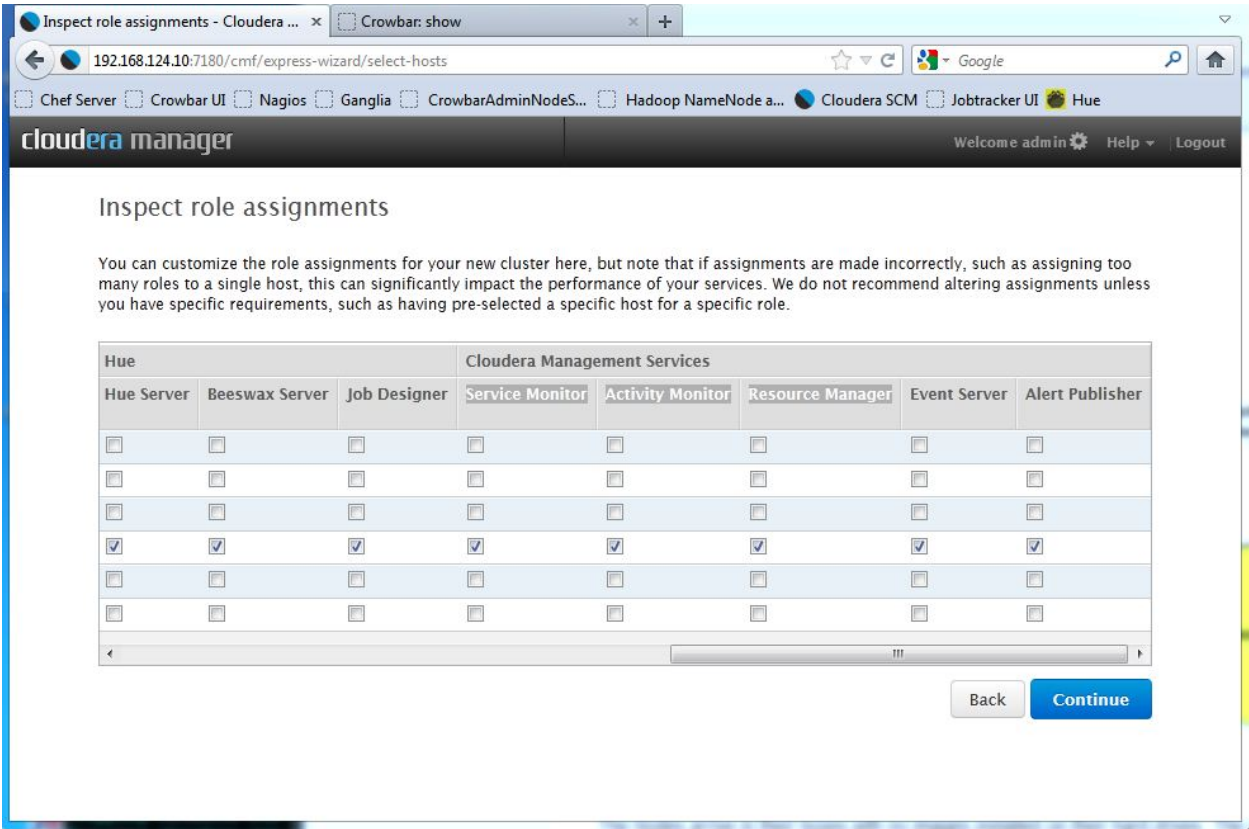 Inspect role assignments - Cloudera ... ×
Crowbar: show ×
192.168.124.10:7180/cmf/express-wizard/select-hosts
Google
Chef Server Crowbar UI Nagios Ganglia CrowbarAdminNodeS... Hadoop NameNode a... Cloudera SCM Jobtracker UI Hue
cloudera manager
Welcome admin Help Logout
Inspect role assignments
You can customize the role assignments for your new cluster here, but note that if assignments are made incorrectly, such as assigning too
many roles to a single host, this can significantly impact the performance of your services. We do not recommend altering assignments unless
you have specific requirements, such as having pre-selected a specific host for a specific role.
Hue Cloudera Management Services
Hue Server Beeswax Server Job Designer Service Monitor Activity Monitor Resource Manager Event Server Alert Publisher
Back Continue